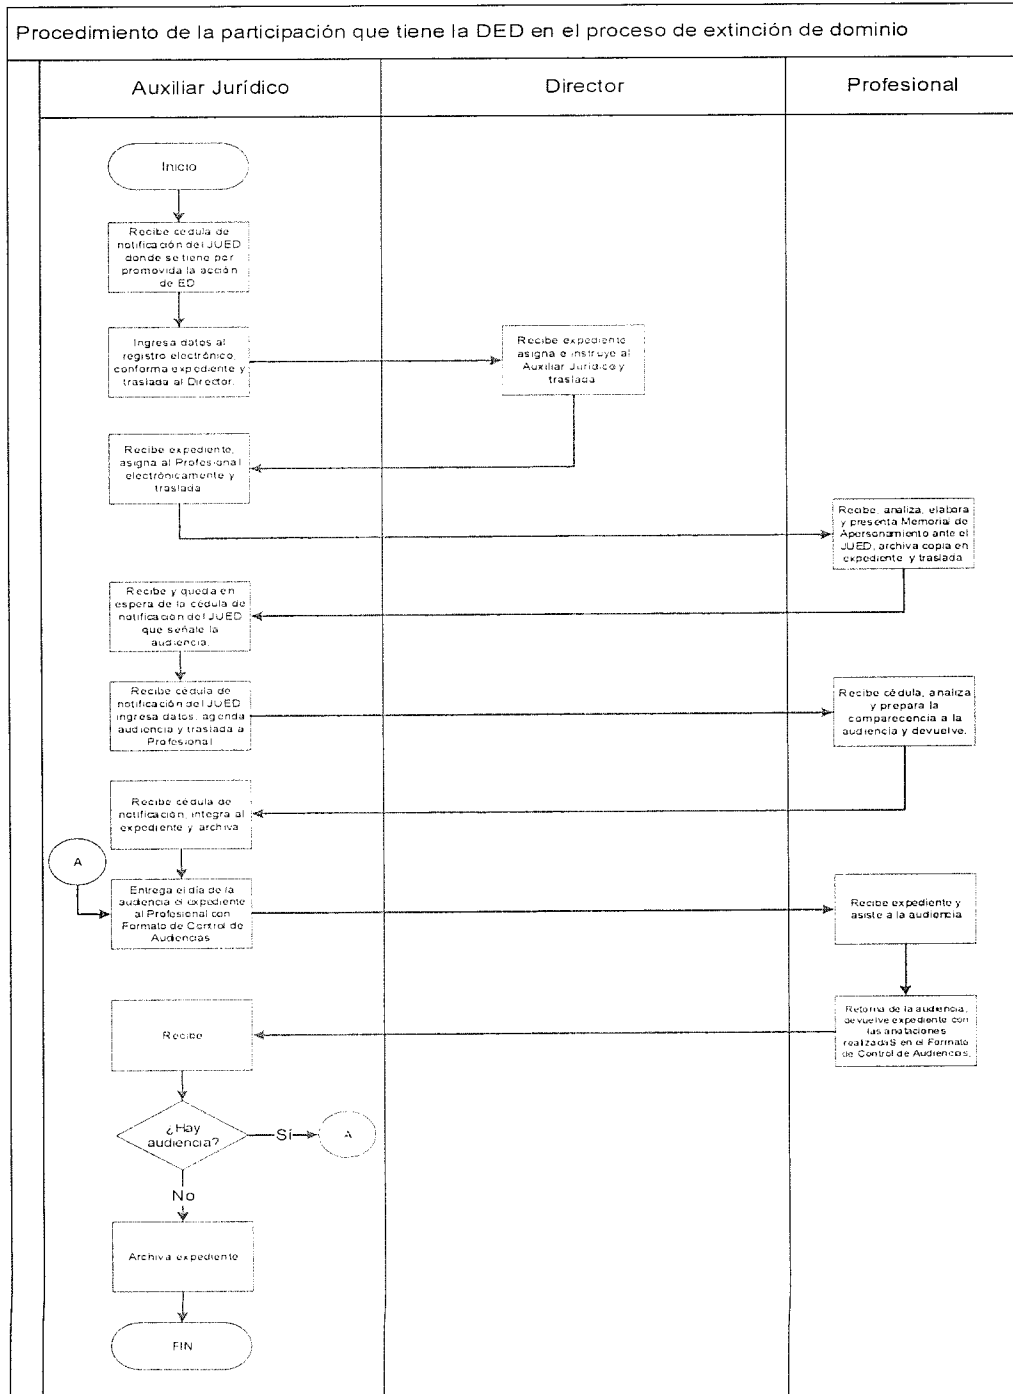 Procedimiento de la participación que tiene la DED en el proceso de extinción de dominio
Auxiliar Jurídico
Director
Profesional
Inicio
Recibe cédula de
notificación del JUED
donde se tiene por
promovida la acción
de ED
Ingresa datos al
registro electrónico,
conforma expediente y
traslada al Director.
Recibe expediente
asigna e instruye al
Auxiliar Jurídico y
traslada
Recibe expediente,
asigna al Profesional
electrónicamente y
traslada
Recibe, analiza, elabora
y presenta Memorial de
Apersonamiento ante el
JUED, archiva copia en
expediente y traslada
Recibe y queda en
espera de la cédula de
notificación del JUED
que señale la
audiencia.
Recibe cédula de
notificación del JUED
ingresa datos, agenda
audiencia y traslada a
Profesional
Recibe cédula, analiza
y prepara la
comparecencia a la
audiencia y devuelve.
Recibe cédula de
notificación, integra al
expediente y archiva
A
Entrega el día de la
audiencia el expediente
al Profesional con
Formato de Control de
Audiencias
Recibe expediente y
asiste a la audiencia
Retorna de la audiencia,
devuelve expediente con
las anotaciones
realizadaS en el Formato
de Control de Audiencias.
Recibe
¿Hay
audiencia?
Sí
A
No
Archiva expediente
FIN